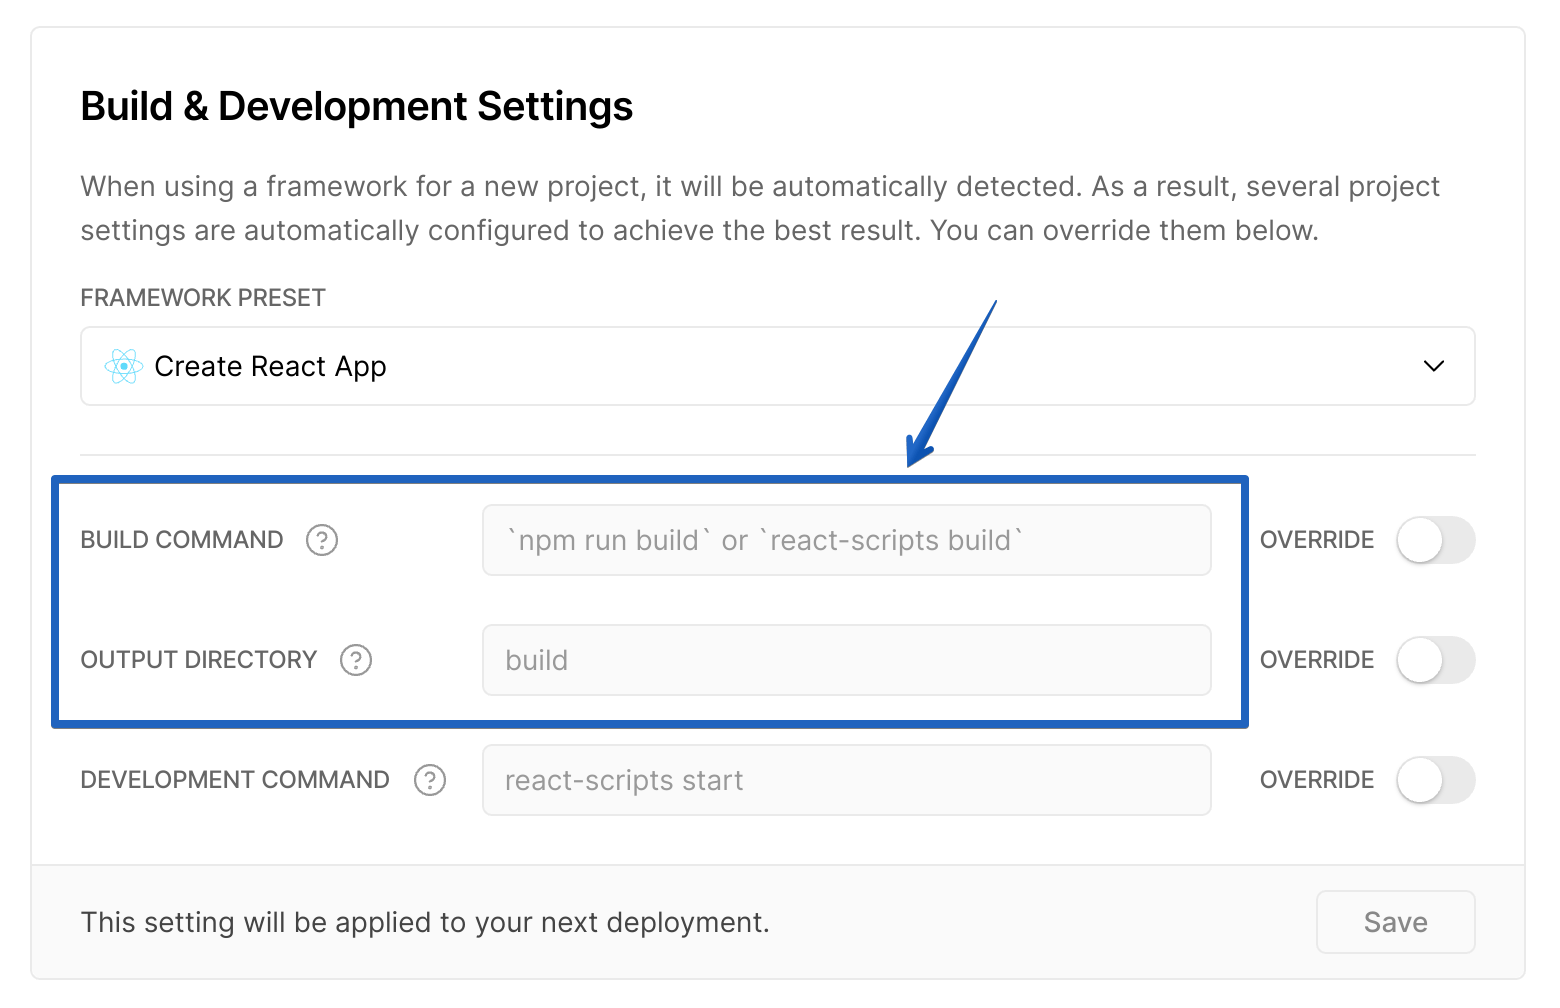 Build & Development Settings
When using a framework for a new project, it will be automatically detected. As a result, several project
settings are automatically configured to achieve the best result. You can override them below.
FRAMEWORK PRESET
Create React App
BUILD COMMAND ? `npm run build` or `react-scripts build` OVERRIDE
OUTPUT DIRECTORY ? build OVERRIDE
DEVELOPMENT COMMAND ? react-scripts start OVERRIDE
This setting will be applied to your next deployment. Save